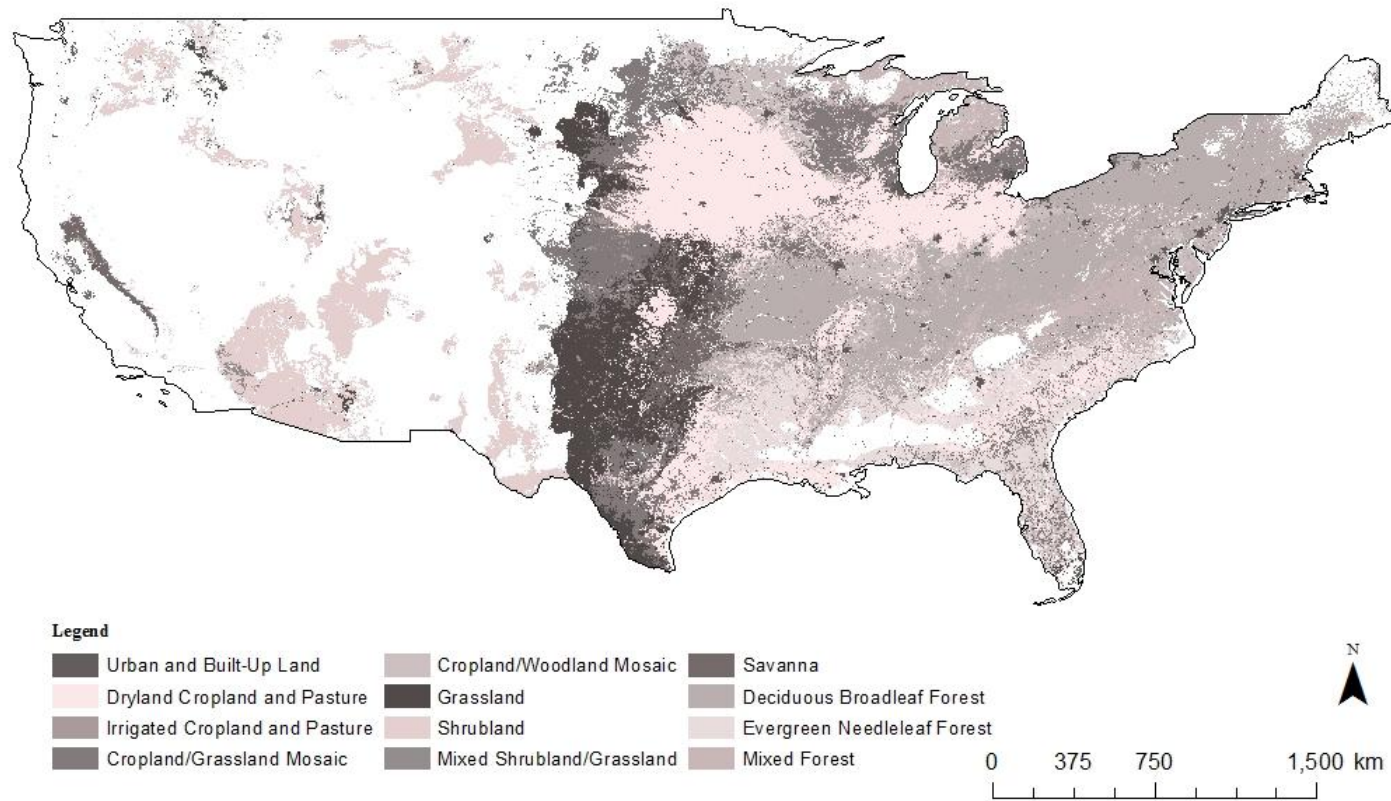 Legend
Urban and Built-Up Land
Dryland Cropland and Pasture
Irrigated Cropland and Pasture
Cropland/Grassland Mosaic
Cropland/Woodland Mosaic
Grassland
Shrubland
Mixed Shrubland/Grassland
Savanna
Deciduous Broadleaf Forest
Evergreen Needleleaf Forest
Mixed Forest
N
0 375 750 1,500 km